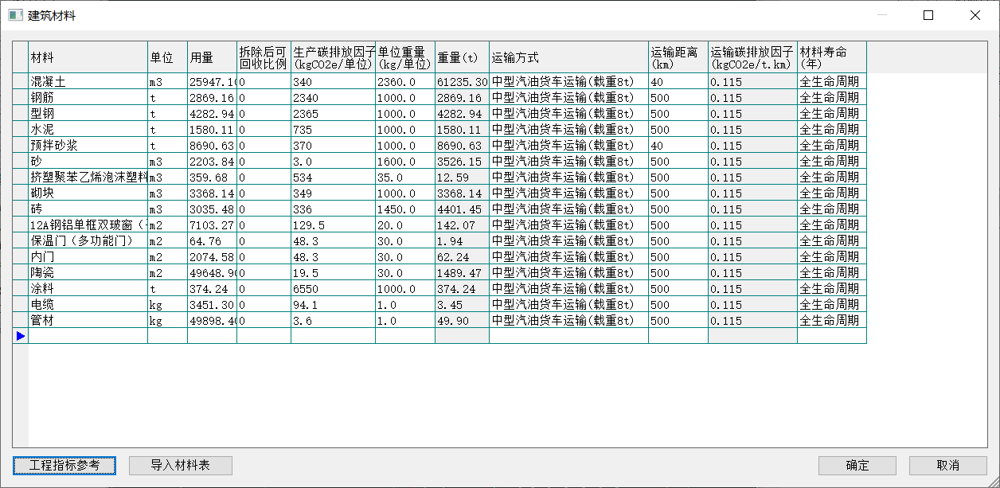 建筑材料
材料 单位 用量 拆除后可回收比例 生产碳排放因子(kgCO2e/单位) 单位重量(kg/单位) 重量(t) 运输方式 运输距离(km) 运输碳排放因子(kgCO2e/t.km) 材料寿命(年)
混凝土 m3 25947.10 0 340 2360.0 61235.30 中型汽油货车运输(载重8t) 40 0.115 全生命周期
钢筋 t 2869.16 0 2340 1000.0 2869.16 中型汽油货车运输(载重8t) 500 0.115 全生命周期
型钢 t 4282.94 0 2365 1000.0 4282.94 中型汽油货车运输(载重8t) 500 0.115 全生命周期
水泥 t 1580.11 0 735 1000.0 1580.11 中型汽油货车运输(载重8t) 500 0.115 全生命周期
预拌砂浆 t 8690.63 0 370 1000.0 8690.63 中型汽油货车运输(载重8t) 40 0.115 全生命周期
砂 m3 2203.84 0 3.0 1600.0 3526.15 中型汽油货车运输(载重8t) 500 0.115 全生命周期
挤塑聚苯乙烯泡沫塑料 m3 359.68 0 534 35.0 12.59 中型汽油货车运输(载重8t) 500 0.115 全生命周期
砌块 m3 3368.14 0 349 1000.0 3368.14 中型汽油货车运输(载重8t) 500 0.115 全生命周期
砖 m3 3035.48 0 336 1450.0 4401.45 中型汽油货车运输(载重8t) 500 0.115 全生命周期
12A钢铝单框双玻窗（ m2 7103.27 0 129.5 20.0 142.07 中型汽油货车运输(载重8t) 500 0.115 全生命周期
保温门（多功能门） m2 64.76 0 48.3 30.0 1.94 中型汽油货车运输(载重8t) 500 0.115 全生命周期
内门 m2 2074.58 0 48.3 30.0 62.24 中型汽油货车运输(载重8t) 500 0.115 全生命周期
陶瓷 m2 49648.90 0 19.5 30.0 1489.47 中型汽油货车运输(载重8t) 500 0.115 全生命周期
涂料 t 374.24 0 6550 1000.0 374.24 中型汽油货车运输(载重8t) 500 0.115 全生命周期
电缆 kg 3451.30 0 94.1 1.0 3.45 中型汽油货车运输(载重8t) 500 0.115 全生命周期
管材 kg 49898.40 0 3.6 1.0 49.90 中型汽油货车运输(载重8t) 500 0.115 全生命周期
工程指标参考 导入材料表 确定 取消